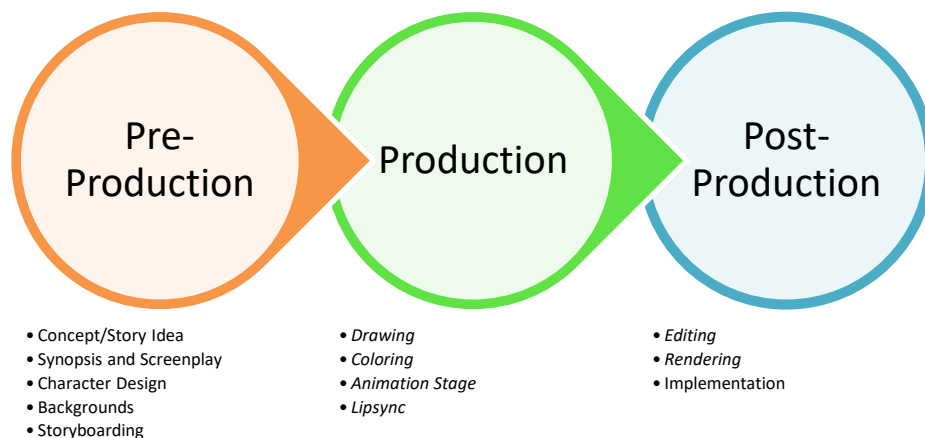 Pre-
Production
Production
Post-
Production
• Concept/Story Idea
• Synopsis and Screenplay
• Character Design
• Backgrounds
• Storyboarding
• Drawing
• Coloring
• Animation Stage
• Lipsync
• Editing
• Rendering
• Implementation